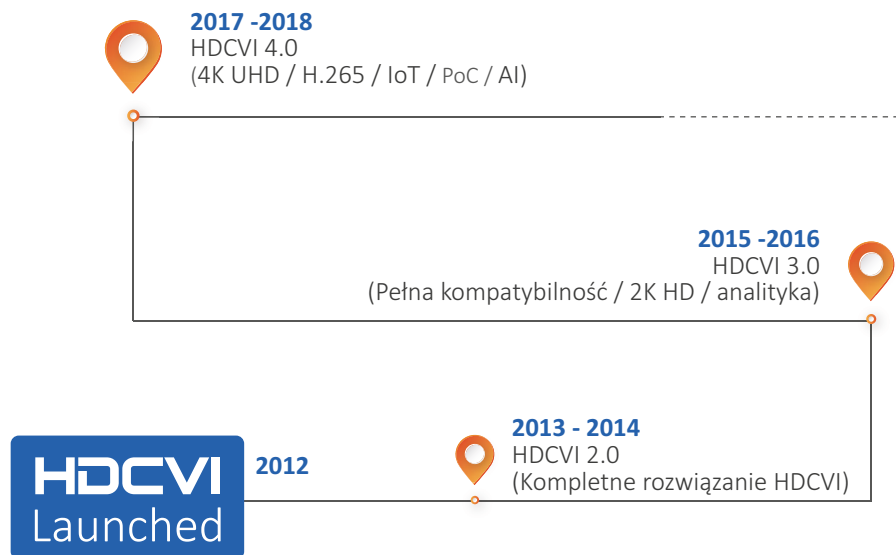 2017 -2018
HDCVI 4.0
(4K UHD / H.265 / IoT / PoC / AI)
2015 -2016
HDCVI 3.0
(Pełna kompatybilność / 2K HD / analityka)
2013 - 2014
HDCVI 2.0
(Kompletne rozwiązanie HDCVI)
2012
HDCVI
Launched